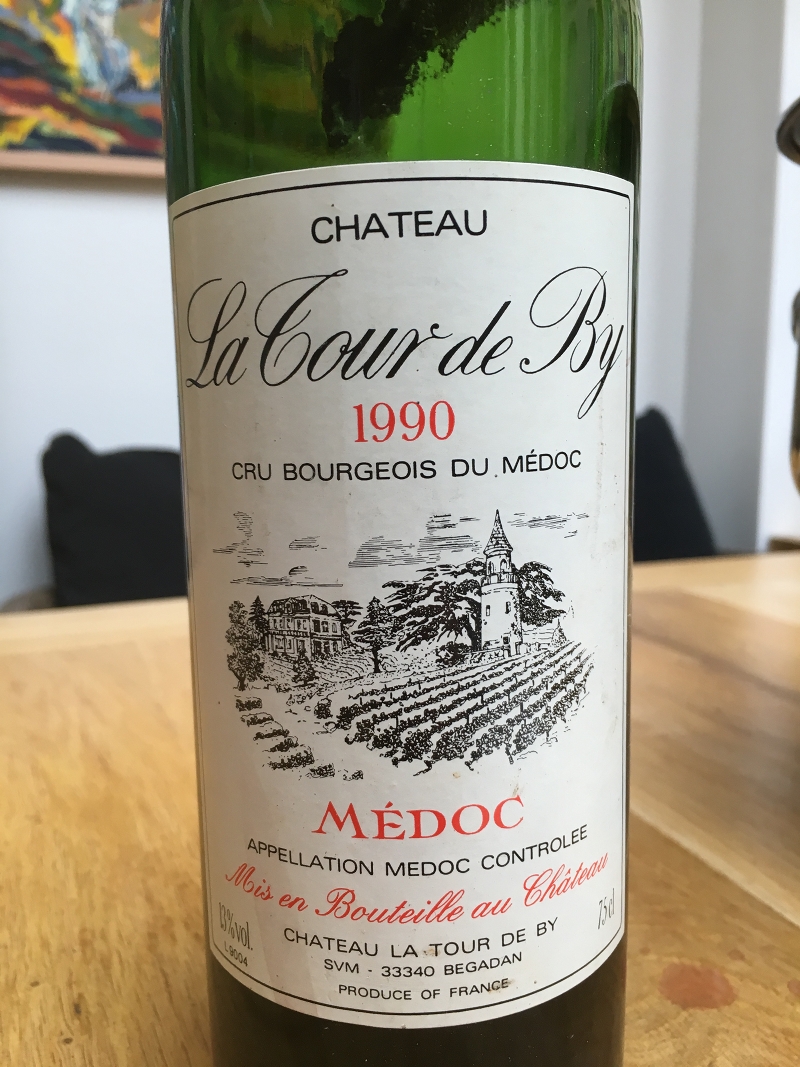 CHATEAU
La Tour de By
1990
CRU BOURGEOIS DU MÉDOC
MÉDOC
APPELLATION MEDOC CONTROLEE
Mis en Bouteille au Château
13%vol.
75cl
L 9004
CHATEAU LA TOUR DE BY
SVM - 33340 BEGADAN
PRODUCE OF FRANCE